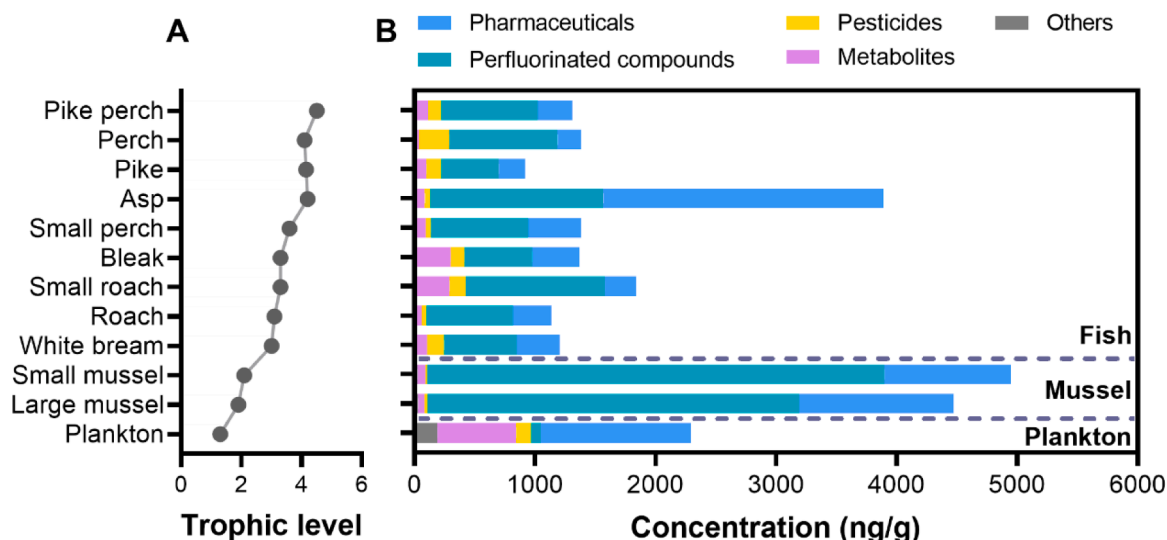 A
B
Pharmaceuticals
Pesticides
Others
Perfluorinated compounds
Metabolites
Pike perch
Perch
Pike
Asp
Small perch
Bleak
Small roach
Roach
White bream
Small mussel
Large mussel
Plankton
Fish
Mussel
Plankton
0 2 4 6
0 1000 2000 3000 4000 5000 6000
Trophic level
Concentration (ng/g)